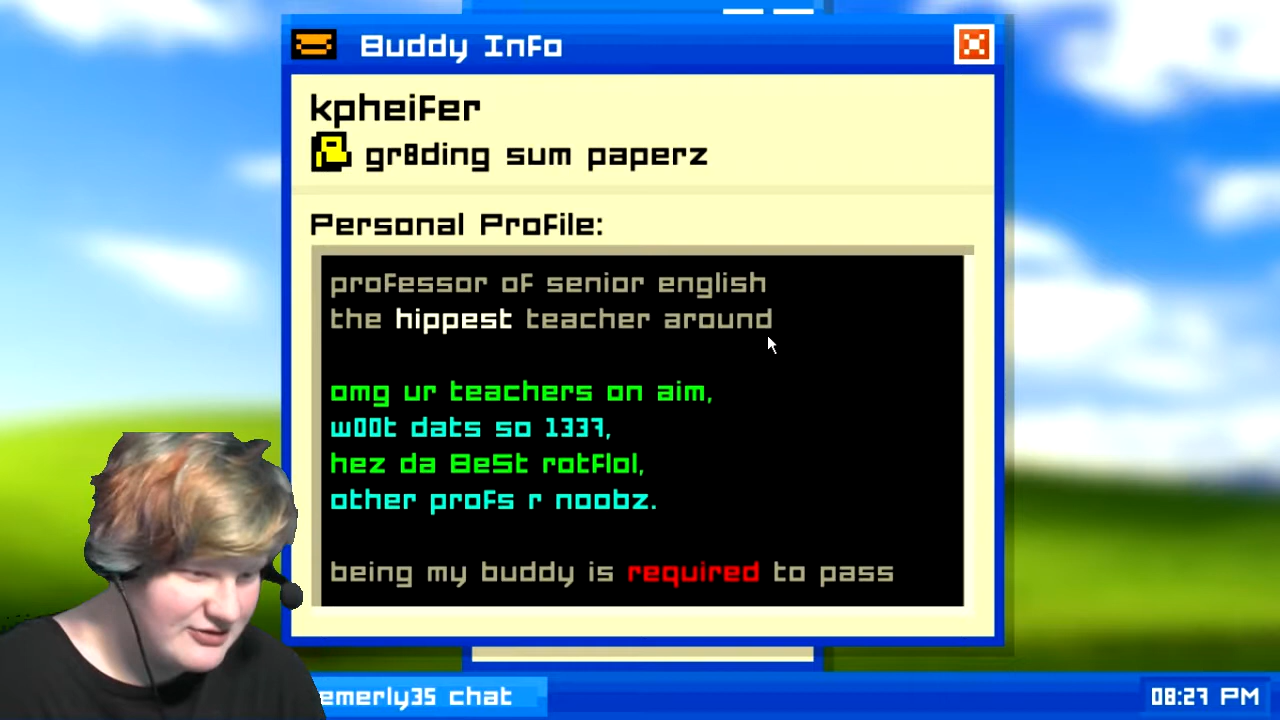 Buddy Info
kpheifer
gr8ding sum paperz
Personal Profile:
professor of senior english
the hippest teacher around
omg ur teachers on aim,
w00t dats so 1337,
hez da BeSt rotflol,
other profs r noobz.
being my buddy is required to pass
emerly35 chat
08:27 PM